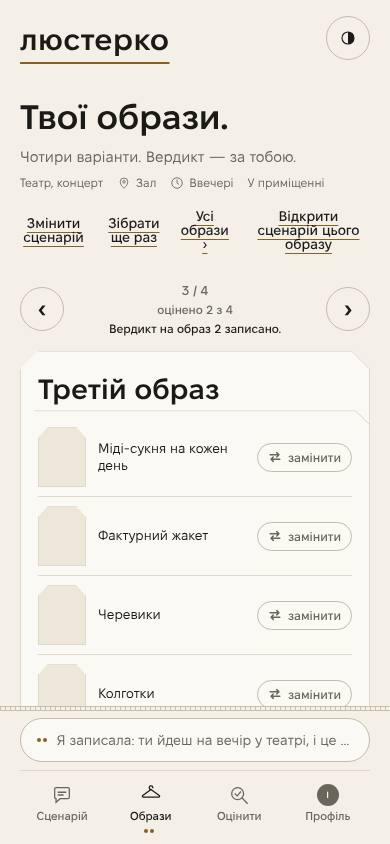 люстерко
Твої образи.
Чотири варіанти. Вердикт — за тобою.
Театр, концерт Зал Ввечері У приміщенні
Змінити
сценарій
Зібрати
ще раз
Усі
образи
›
Відкрити
сценарій цього
образу
‹
3 / 4
оцінено 2 з 4
Вердикт на образ 2 записано.
›
Третій образ
Міді-сукня на кожен
день
замінити
Фактурний жакет
замінити
Черевики
замінити
Колготки
замінити
Я записала: ти йдеш на вечір у театрі, і це ...
Сценарій
Образи
Оцінити
І
Профіль